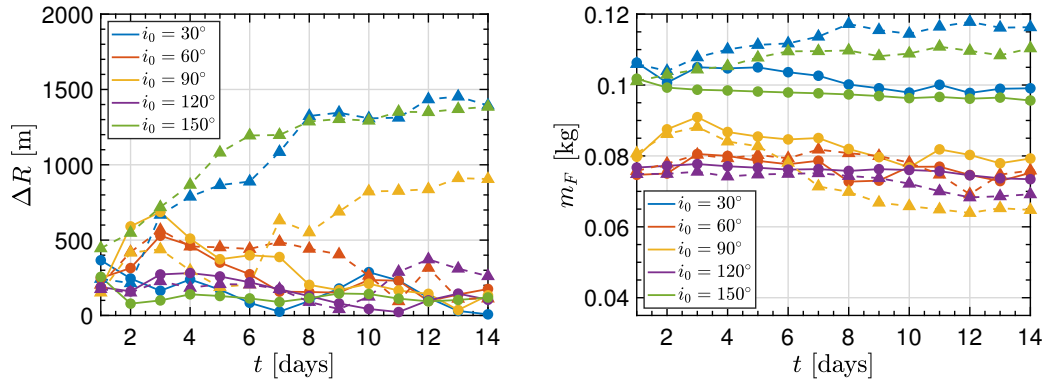 2000
1500
1000
500
0
2 4 6 8 10 12 14
ΔR [m]
t [days]
i₀ = 30°
i₀ = 60°
i₀ = 90°
i₀ = 120°
i₀ = 150°
0.12
0.1
0.08
0.06
0.04
2 4 6 8 10 12 14
m_F [kg]
t [days]
i₀ = 30°
i₀ = 60°
i₀ = 90°
i₀ = 120°
i₀ = 150°